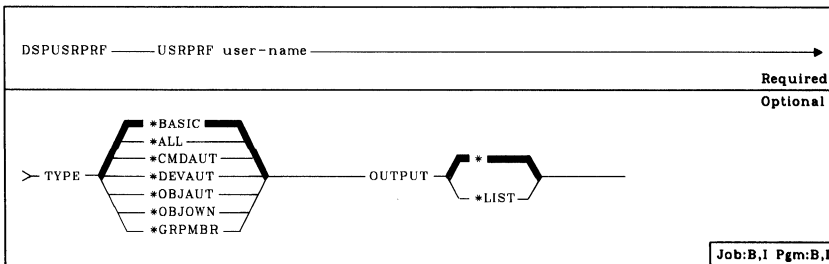 DSPUSRPRF USRPRF user-name
Required
Optional
*BASIC
*ALL
*CMDAUT
TYPE *DEVAUT OUTPUT *
*OBJAUT *LIST
*OBJOWN
*GRPMBR
Job:B,I Pgm:B,I